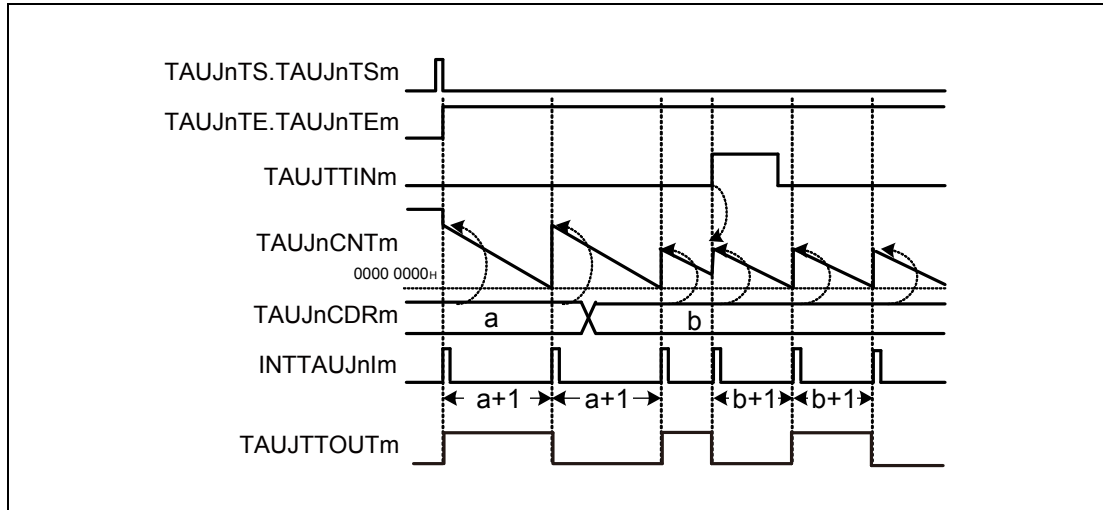 TAUJnTS.TAUJnTSm
TAUJnTE.TAUJnTEm
TAUJTTINm
TAUJnCNTm
0000 0000H
TAUJnCDRm
a
b
INTTAUJnIm
a+1
a+1
b+1
b+1
TAUJTTOUTm